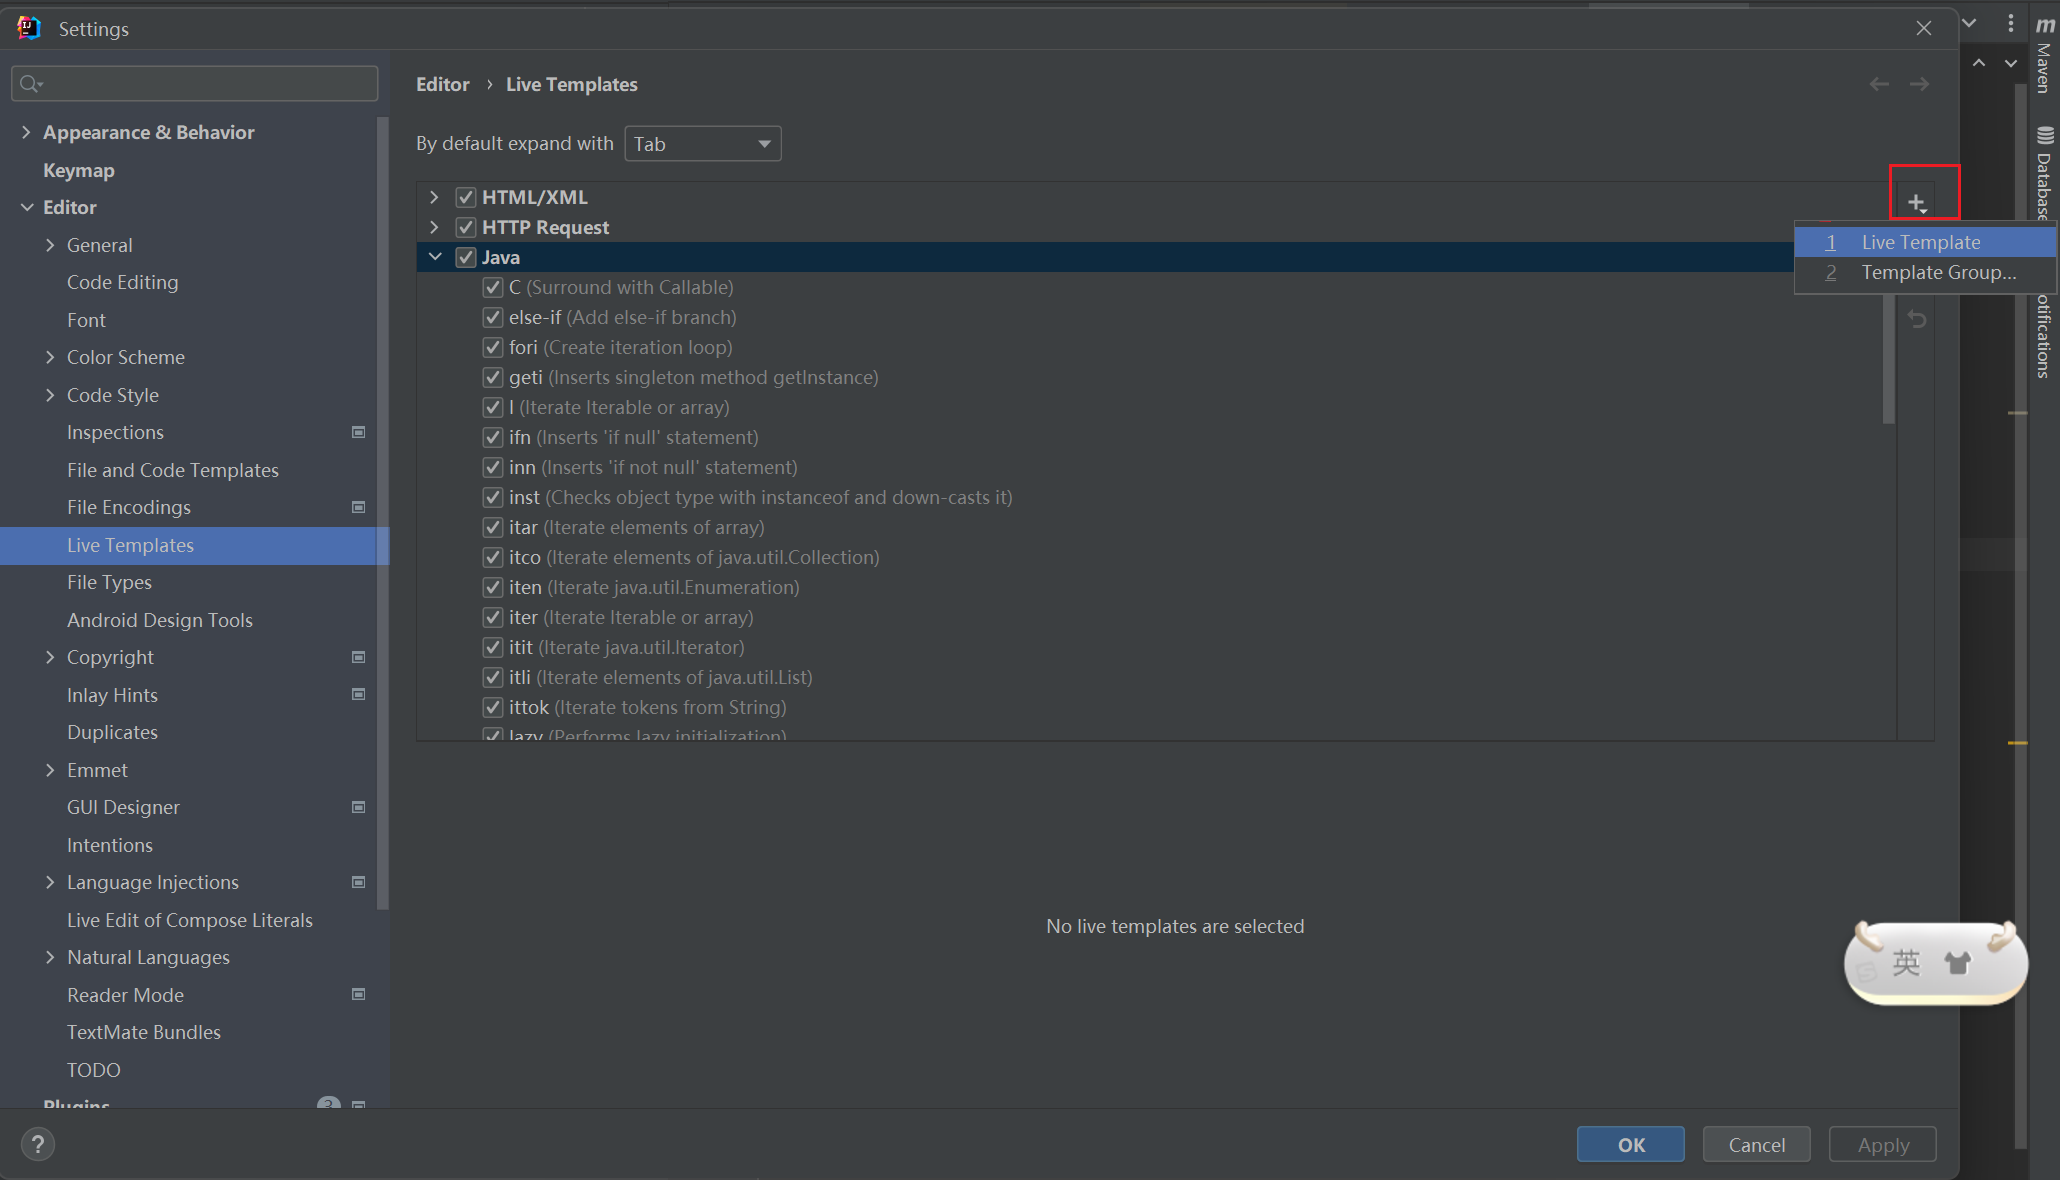 Settings
Appearance & Behavior
Keymap
Editor
General
Code Editing
Font
Color Scheme
Code Style
Inspections
File and Code Templates
File Encodings
Live Templates
File Types
Android Design Tools
Copyright
Inlay Hints
Duplicates
Emmet
GUI Designer
Intentions
Language Injections
Live Edit of Compose Literals
Natural Languages
Reader Mode
TextMate Bundles
TODO
Plugins 3
Editor › Live Templates
By default expand with Tab
HTML/XML
HTTP Request
Java
C (Surround with Callable)
else-if (Add else-if branch)
fori (Create iteration loop)
geti (Inserts singleton method getInstance)
I (Iterate Iterable or array)
ifn (Inserts 'if null' statement)
inn (Inserts 'if not null' statement)
inst (Checks object type with instanceof and down-casts it)
itar (Iterate elements of array)
itco (Iterate elements of java.util.Collection)
iten (Iterate java.util.Enumeration)
iter (Iterate Iterable or array)
itit (Iterate java.util.Iterator)
itli (Iterate elements of java.util.List)
ittok (Iterate tokens from String)
lazy (Performs lazy initialization)
1 Live Template
2 Template Group...
No live templates are selected
? OK Cancel Apply
m Maven
Database
otifications
英